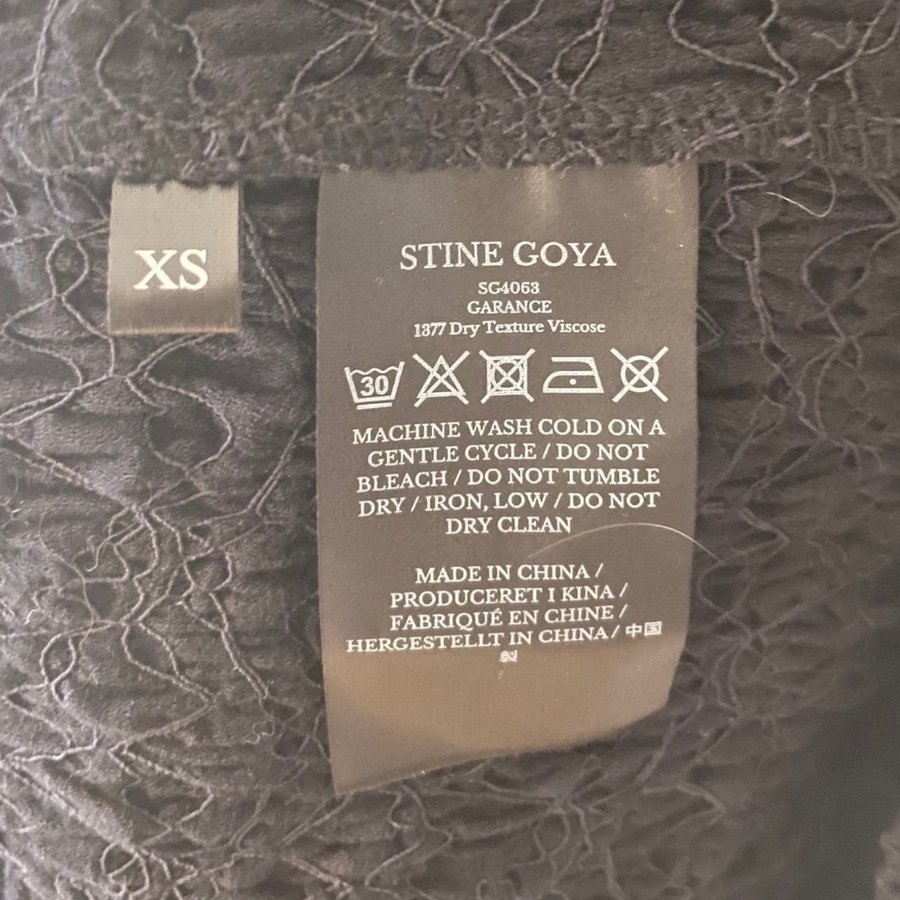 XS
STINE GOYA
SG4063
GARANCE
1377 Dry Texture Viscose
30
MACHINE WASH COLD ON A
GENTLE CYCLE / DO NOT
BLEACH / DO NOT TUMBLE
DRY / IRON, LOW / DO NOT
DRY CLEAN
MADE IN CHINA /
PRODUCERET I KINA /
FABRIQUÉ EN CHINE /
HERGESTELLT IN CHINA / 中国
製